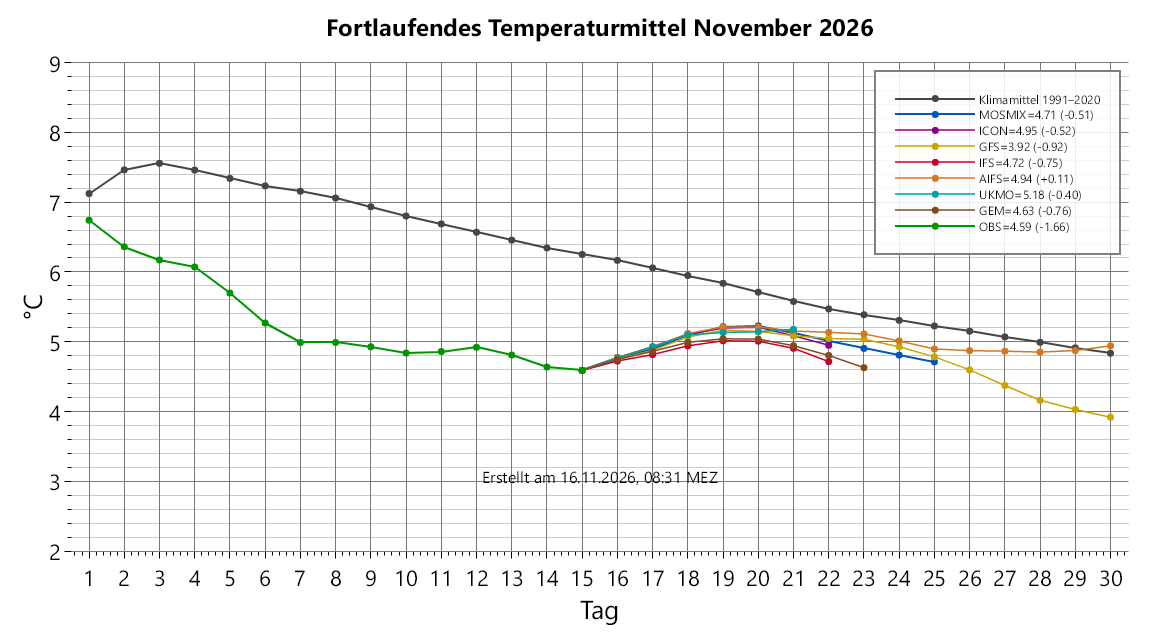 Fortlaufendes Temperaturmittel November 2026
9
8
7
6
5
4
3
2
°C
Klimamittel 1991–2020
MOSMIX=4.71 (-0.51)
ICON=4.95 (-0.52)
GFS=3.92 (-0.92)
IFS=4.72 (-0.75)
AIFS=4.94 (+0.11)
UKMO=5.18 (-0.40)
GEM=4.63 (-0.76)
OBS=4.59 (-1.66)
Erstellt am 16.11.2026, 08:31 MEZ
1 2 3 4 5 6 7 8 9 10 11 12 13 14 15 16 17 18 19 20 21 22 23 24 25 26 27 28 29 30
Tag